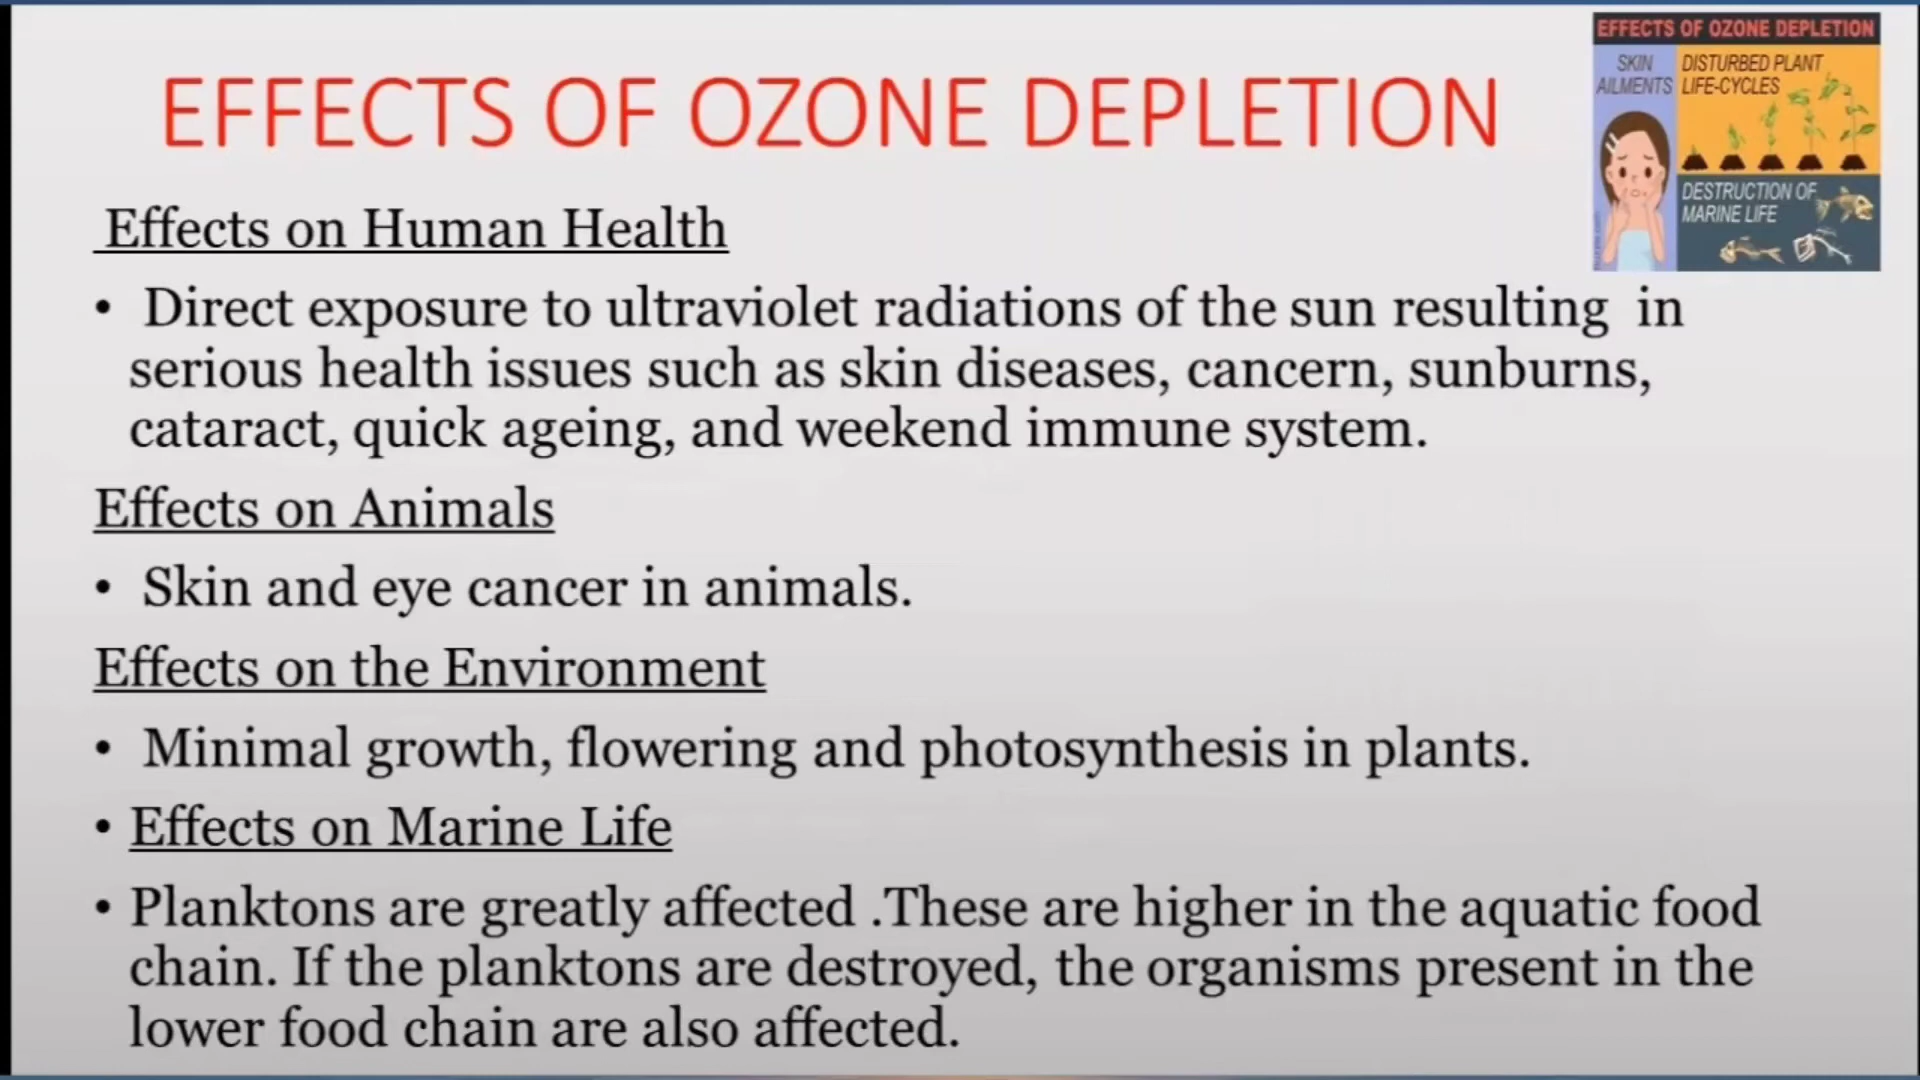 EFFECTS OF OZONE DEPLETION
EFFECTS OF OZONE DEPLETION
SKIN
AILMENTS
DISTURBED PLANT
LIFE-CYCLES
DESTRUCTION OF
MARINE LIFE
Effects on Human Health
• Direct exposure to ultraviolet radiations of the sun resulting in
serious health issues such as skin diseases, cancern, sunburns,
cataract, quick ageing, and weekend immune system.
Effects on Animals
• Skin and eye cancer in animals.
Effects on the Environment
• Minimal growth, flowering and photosynthesis in plants.
• Effects on Marine Life
• Planktons are greatly affected .These are higher in the aquatic food
chain. If the planktons are destroyed, the organisms present in the
lower food chain are also affected.